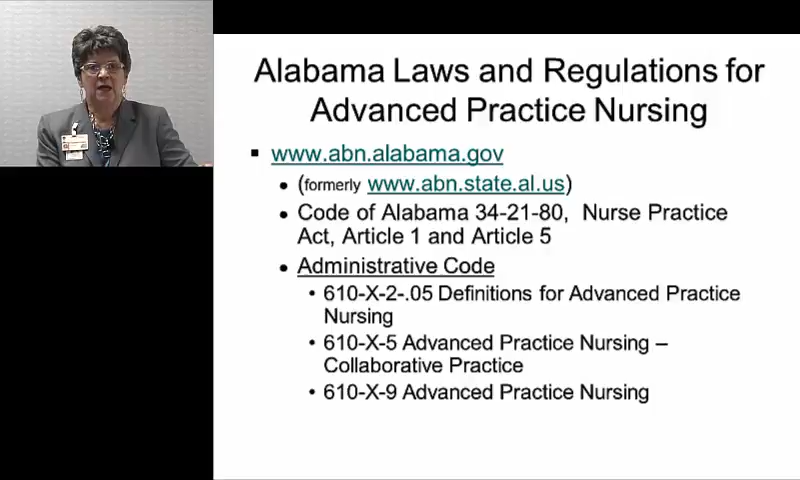 Alabama Laws and Regulations for
Advanced Practice Nursing
www.abn.alabama.gov
(formerly www.abn.state.al.us)
Code of Alabama 34-21-80, Nurse Practice
Act, Article 1 and Article 5
Administrative Code
610-X-2-.05 Definitions for Advanced Practice
Nursing
610-X-5 Advanced Practice Nursing –
Collaborative Practice
610-X-9 Advanced Practice Nursing